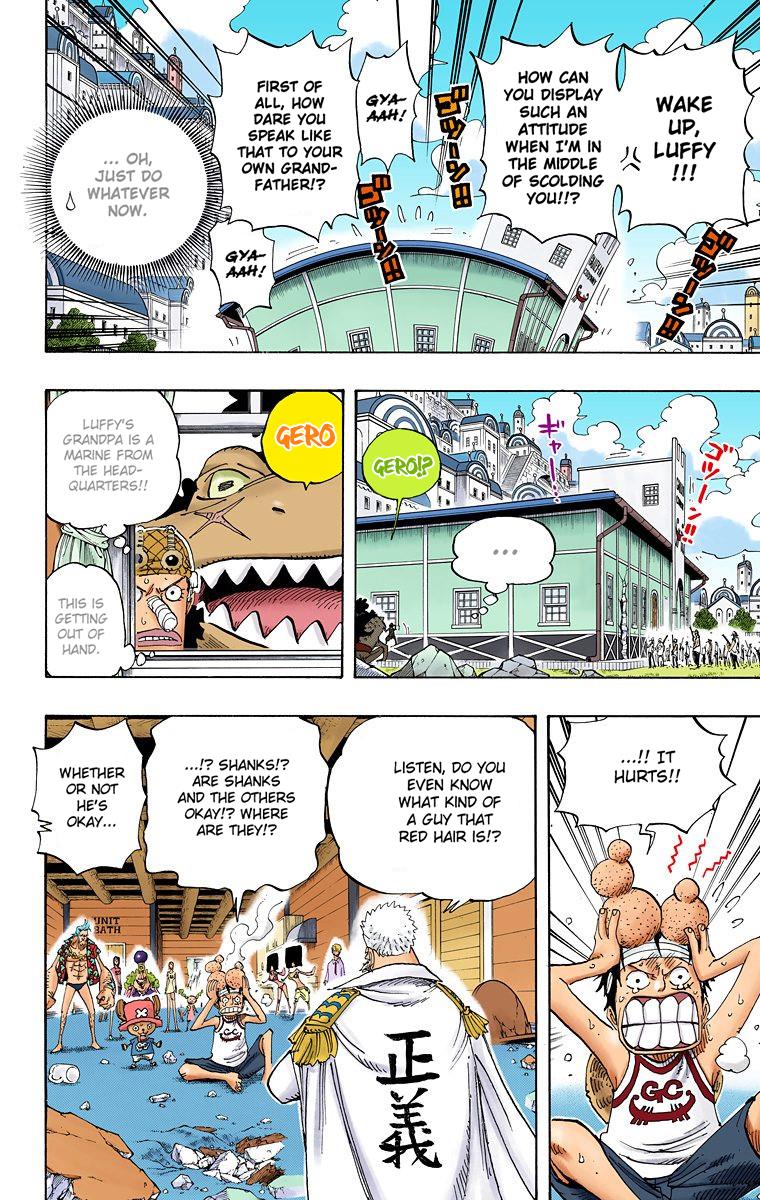 WAKE
UP,
LUFFY
!!!
ゴツーン!!
HOW CAN
YOU DISPLAY
SUCH AN
ATTITUDE
WHEN I'M IN
THE MIDDLE
OF SCOLDING
YOU!!?
ゴツーン!!
GYA-
AAH!
FIRST OF
ALL, HOW
DARE YOU
SPEAK LIKE
THAT TO YOUR
OWN GRAND-
FATHER!?
ゴツーン!!
GYA-
AAH!
... OH,
JUST DO
WHATEVER
NOW.
ゴツーン!!
ギャー…
GERO!?
...
GERO
LUFFY'S
GRANDPA IS A
MARINE FROM
THE HEAD-
QUARTERS!!
THIS IS
GETTING
OUT OF
HAND.
...!! IT
HURTS!!
GC
LISTEN, DO YOU
EVEN KNOW
WHAT KIND OF
A GUY THAT
RED HAIR IS!?
...!? SHANKS!?
ARE SHANKS
AND THE OTHERS
OKAY!? WHERE
ARE THEY!?
WHETHER
OR NOT
HE'S
OKAY...
UNIT
BATH
GC
正義